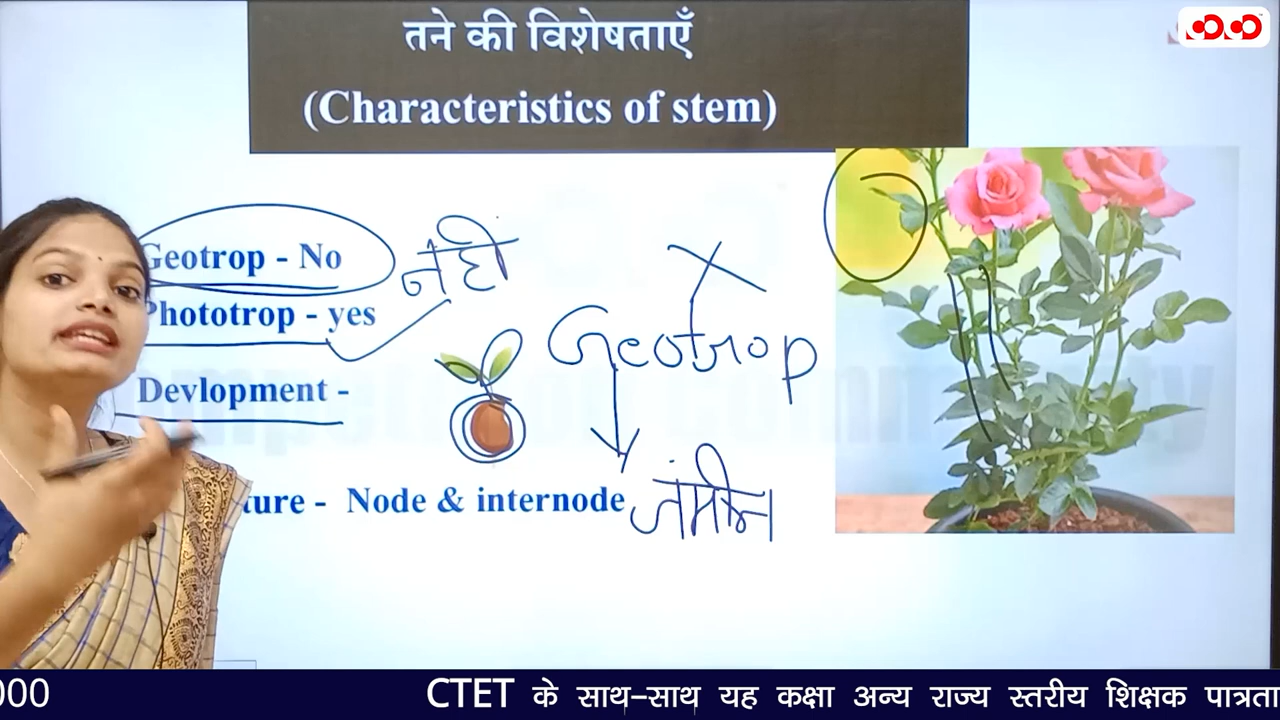 तने की विशेषताएँ
(Characteristics of stem)
Geotrop - No
नही
Phototrop - yes
Geotrop
Devlopment -
ture - Node & internode
जमीन
000 CTET के साथ-साथ यह कक्षा अन्य राज्य स्तरीय शिक्षक पात्रता